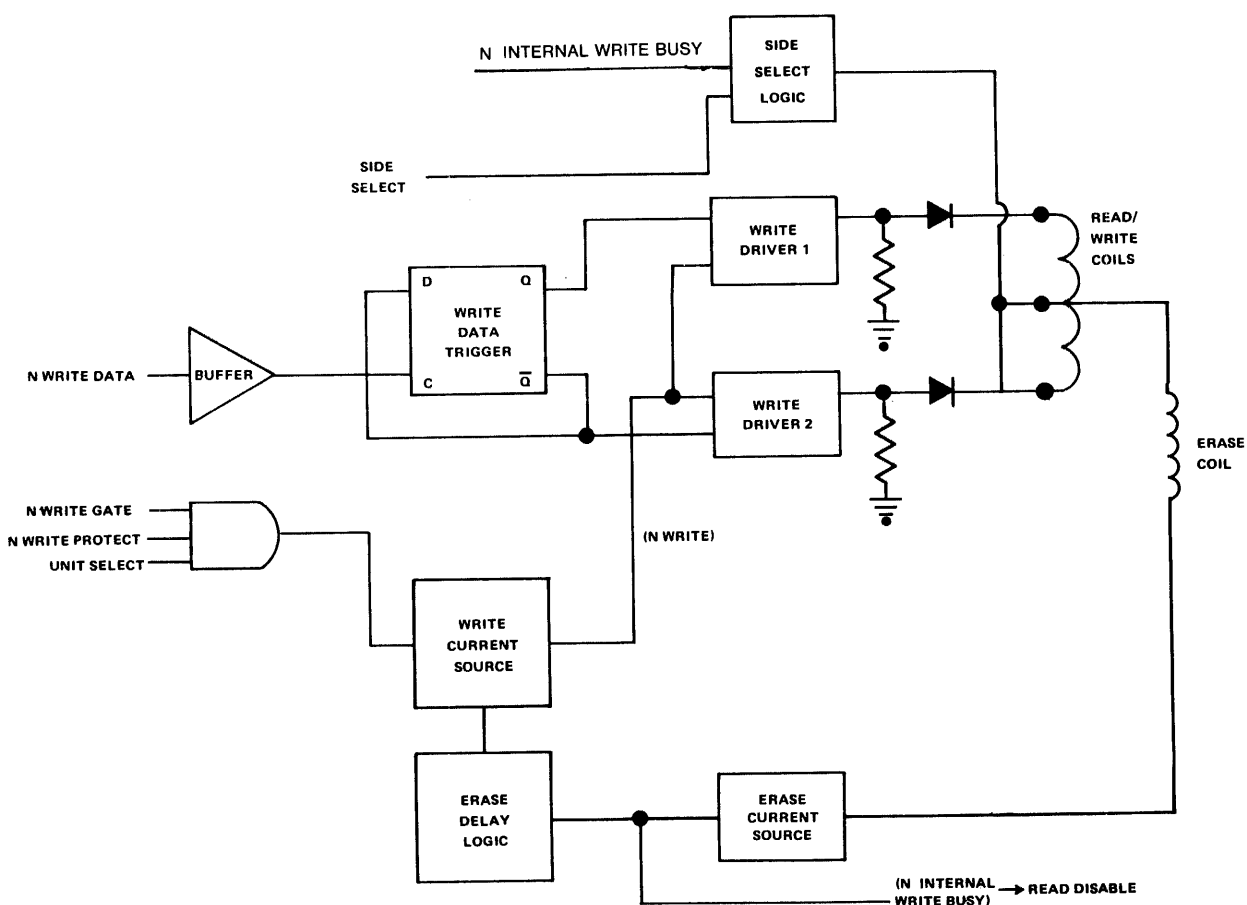 N INTERNAL WRITE BUSY
SIDE
SELECT
LOGIC
SIDE
SELECT
WRITE
DRIVER 1
READ/
WRITE
COILS
D Q
WRITE
DATA
TRIGGER
C Q̅
N WRITE DATA
BUFFER
WRITE
DRIVER 2
ERASE
COIL
N WRITE GATE
N WRITE PROTECT
UNIT SELECT
(N WRITE)
WRITE
CURRENT
SOURCE
ERASE
DELAY
LOGIC
ERASE
CURRENT
SOURCE
(N INTERNAL
WRITE BUSY)
→ READ DISABLE